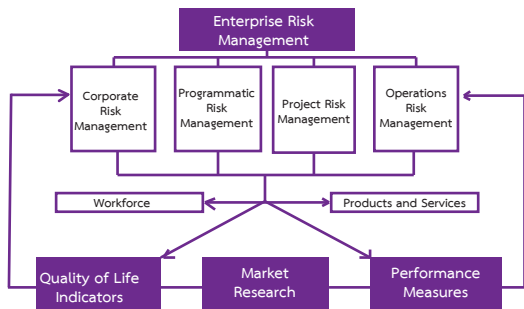 Enterprise Risk
Management
Corporate
Risk
Management
Programmatic
Risk
Management
Project Risk
Management
Operations
Risk
Management
Workforce
Products and Services
Quality of Life
Indicators
Market
Research
Performance
Measures